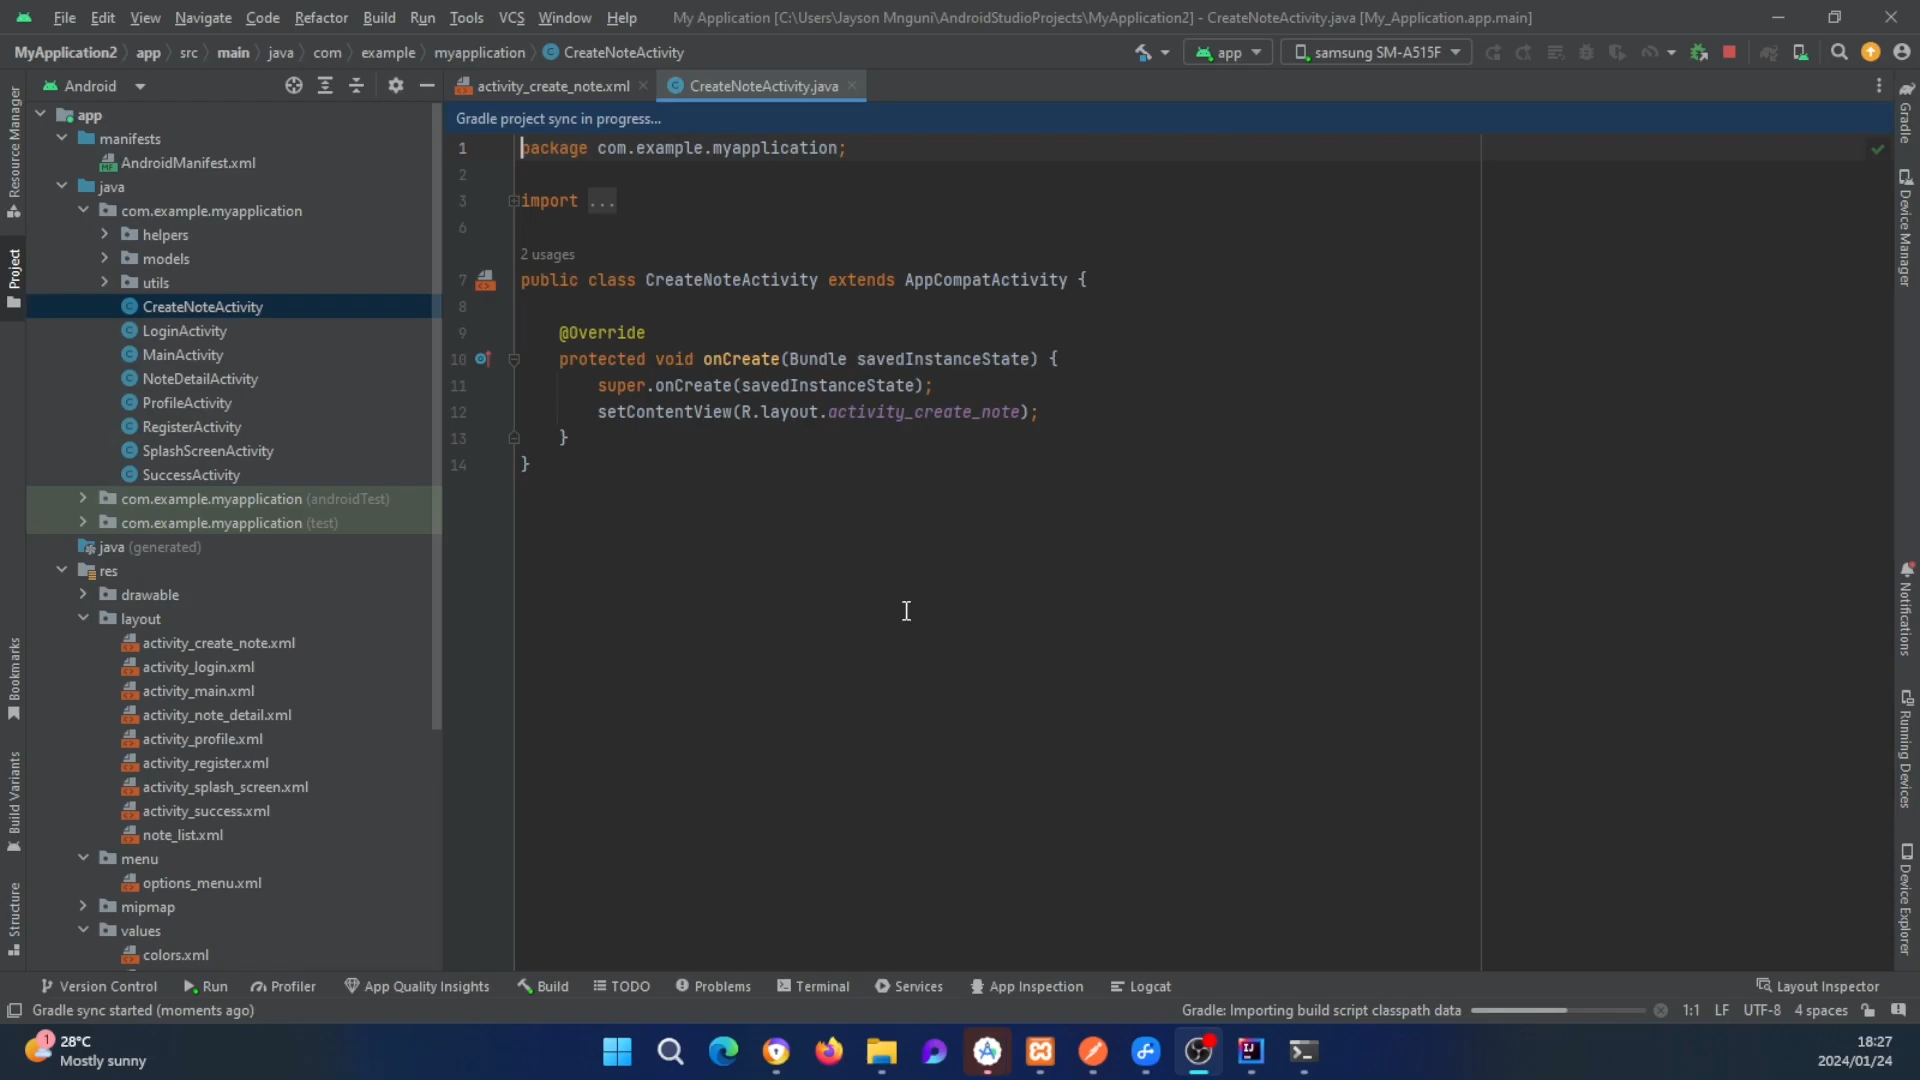 File Edit View Navigate Code Refactor Build Run Tools VCS Window Help My Application [C:\Users\Jayson Mnguni\AndroidStudioProjects\MyApplication2] - CreateNoteActivity.java [My_Application.app.main]
MyApplication2 app src main java com example myapplication CreateNoteActivity app samsung SM-A515F
Android activity_create_note.xml CreateNoteActivity.java
Gradle project sync in progress...
app
manifests
AndroidManifest.xml
java
com.example.myapplication
helpers
models
utils
CreateNoteActivity
LoginActivity
MainActivity
NoteDetailActivity
ProfileActivity
RegisterActivity
SplashScreenActivity
SuccessActivity
com.example.myapplication (androidTest)
com.example.myapplication (test)
java (generated)
res
drawable
layout
activity_create_note.xml
activity_login.xml
activity_main.xml
activity_note_detail.xml
activity_profile.xml
activity_register.xml
activity_splash_screen.xml
activity_success.xml
note_list.xml
menu
options_menu.xml
mipmap
values
colors.xml
1 package com.example.myapplication;
2
3 import ...
6
2 usages
7 public class CreateNoteActivity extends AppCompatActivity {
8
9 @Override
10 protected void onCreate(Bundle savedInstanceState) {
11 super.onCreate(savedInstanceState);
12 setContentView(R.layout.activity_create_note);
13 }
14 }
Resource Manager
Project
Bookmarks
Build Variants
Structure
Gradle
Device Manager
Notifications
Running Devices
Device Explorer
Version Control Run Profiler App Quality Insights Build TODO Problems Terminal Services App Inspection Logcat Layout Inspector
Gradle sync started (moments ago) Gradle: Importing build script classpath data 1:1 LF UTF-8 4 spaces
1 28°C
Mostly sunny
18:27
2024/01/24